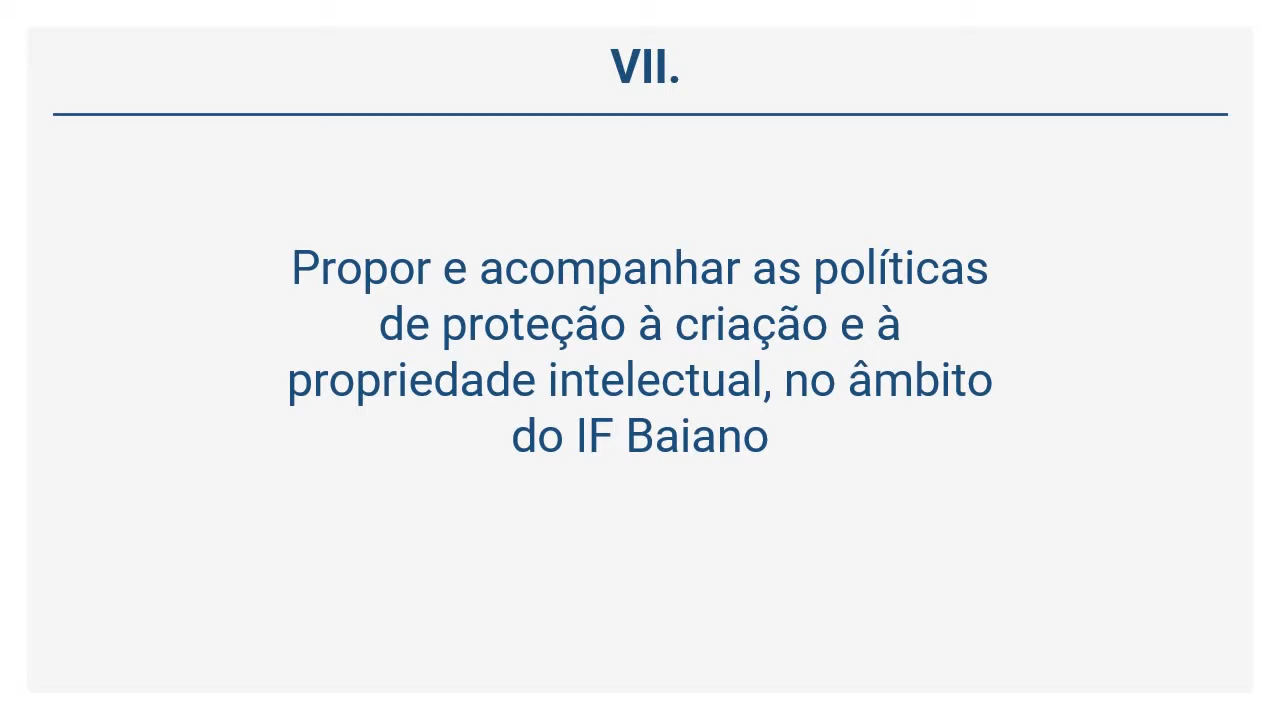 VII.
Propor e acompanhar as políticas
de proteção à criação e à
propriedade intelectual, no âmbito
do IF Baiano